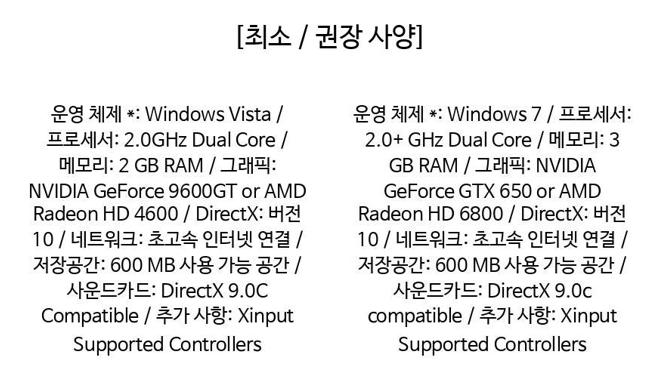 [최소 / 권장 사양]
운영 체제 *: Windows Vista /
프로세서: 2.0GHz Dual Core /
메모리: 2 GB RAM / 그래픽:
NVIDIA GeForce 9600GT or AMD
Radeon HD 4600 / DirectX: 버전
10 / 네트워크: 초고속 인터넷 연결 /
저장공간: 600 MB 사용 가능 공간 /
사운드카드: DirectX 9.0C
Compatible / 추가 사항: Xinput
Supported Controllers
운영 체제 *: Windows 7 / 프로세서:
2.0+ GHz Dual Core / 메모리: 3
GB RAM / 그래픽: NVIDIA
GeForce GTX 650 or AMD
Radeon HD 6800 / DirectX: 버전
10 / 네트워크: 초고속 인터넷 연결 /
저장공간: 600 MB 사용 가능 공간 /
사운드카드: DirectX 9.0c
compatible / 추가 사항: Xinput
Supported Controllers